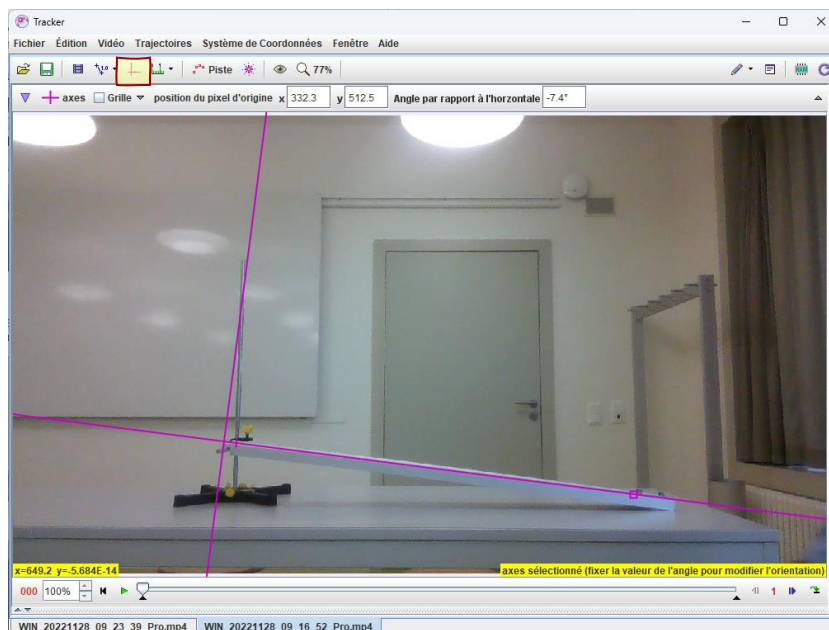 Tracker
Fichier Édition Vidéo Trajectoires Système de Coordonnées Fenêtre Aide
Piste 77%
axes Grille position du pixel d'origine x 332.3 y 512.5 Angle par rapport à l'horzontale -7.4°
x=649.2 y=-5.684E-14 axes sélectionné (fixer la valeur de l'angle pour modifier l'orientation)
000 100% 1
WIN_20221128_09_23_39_Pro.mp4 WIN_20221128_09_16_52_Pro.mp4